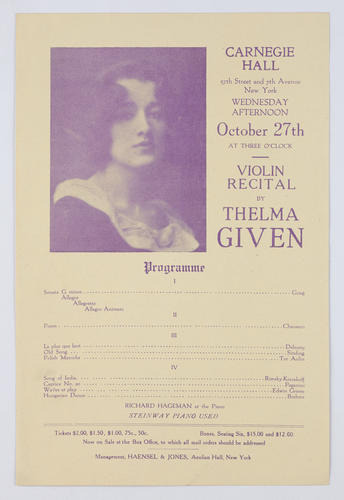 CARNEGIE
HALL
57th Street and 7th Avenue
New York
WEDNESDAY
AFTERNOON
October 27th
AT THREE O'CLOCK
VIOLIN
RECITAL
BY
THELMA
GIVEN
Programme
I
Sonata G minor Grieg
Allegro
Allegretto
Allegro Animato
II
Poem Chausson
III
La plus que lent Debussy
Old Song Sinding
Polish Mazurka Tor Aulin
IV
Song of India Rimsky-Korsakoff
Caprice No. Paganini
Waves at play Edwin Grasse
Hungarian Dance Brahms
RICHARD HAGEMAN at the Piano
STEINWAY PIANO USED
Tickets $2.00, $1.50, $1.00, 75c., 50c. Boxes, Seating Six, $15.00 and $12.00
Now on Sale at the Box Office, to which all mail orders should be addressed
Management, HAENSEL & JONES, Aeolian Hall, New York